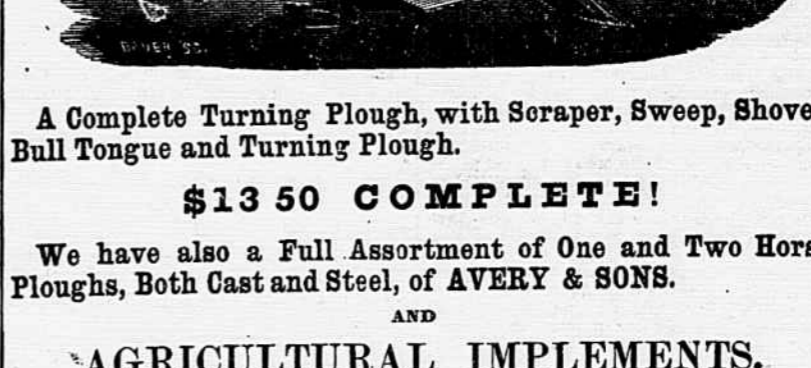 A Complete Turning Plough, with Scraper, Sweep, Shove
Bull Tongue and Turning Plough.
$13 50 COMPLETE!
We have also a Full Assortment of One and Two Hors
Ploughs, Both Cast and Steel, of AVERY & SONS.
AND
AGRICULTURAL IMPLEMENTS.